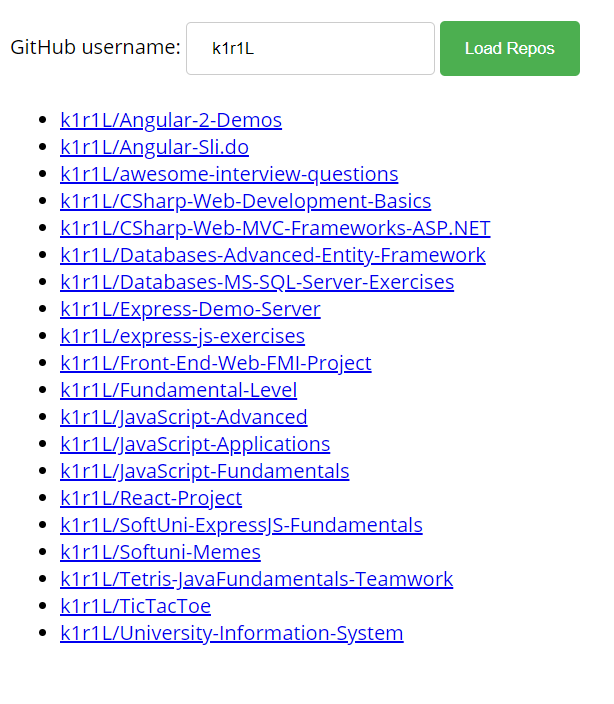 GitHub username: k1r1L Load Repos
k1r1L/Angular-2-Demos
k1r1L/Angular-Sli.do
k1r1L/awesome-interview-questions
k1r1L/CSharp-Web-Development-Basics
k1r1L/CSharp-Web-MVC-Frameworks-ASP.NET
k1r1L/Databases-Advanced-Entity-Framework
k1r1L/Databases-MS-SQL-Server-Exercises
k1r1L/Express-Demo-Server
k1r1L/express-js-exercises
k1r1L/Front-End-Web-FMI-Project
k1r1L/Fundamental-Level
k1r1L/JavaScript-Advanced
k1r1L/JavaScript-Applications
k1r1L/JavaScript-Fundamentals
k1r1L/React-Project
k1r1L/SoftUni-ExpressJS-Fundamentals
k1r1L/Softuni-Memes
k1r1L/Tetris-JavaFundamentals-Teamwork
k1r1L/TicTacToe
k1r1L/University-Information-System